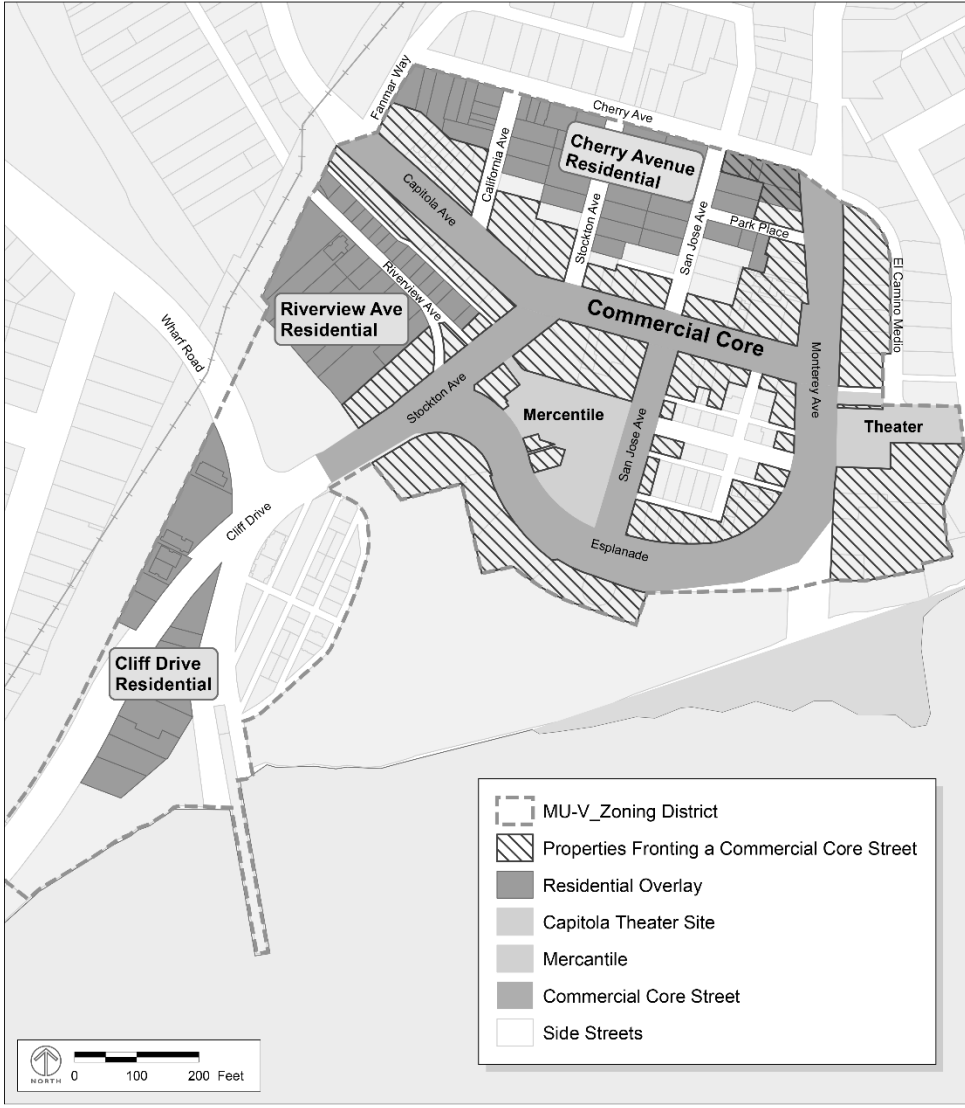 Fanmar Way
Cherry Ave
Cherry Avenue
Residential
California Ave
Capitola Ave
Stockton Ave
San Jose Ave
Park Place
El Camino Medio
Riverview Ave
Riverview Ave
Residential
Wharf Road
Commercial Core
Monterey Ave
Stockton Ave
Mercentile
San Jose Ave
Theater
Cliff Drive
Esplanade
Cliff Drive
Residential
MU-V_Zoning District
Properties Fronting a Commercial Core Street
Residential Overlay
Capitola Theater Site
Mercantile
Commercial Core Street
Side Streets
NORTH
0 100 200 Feet